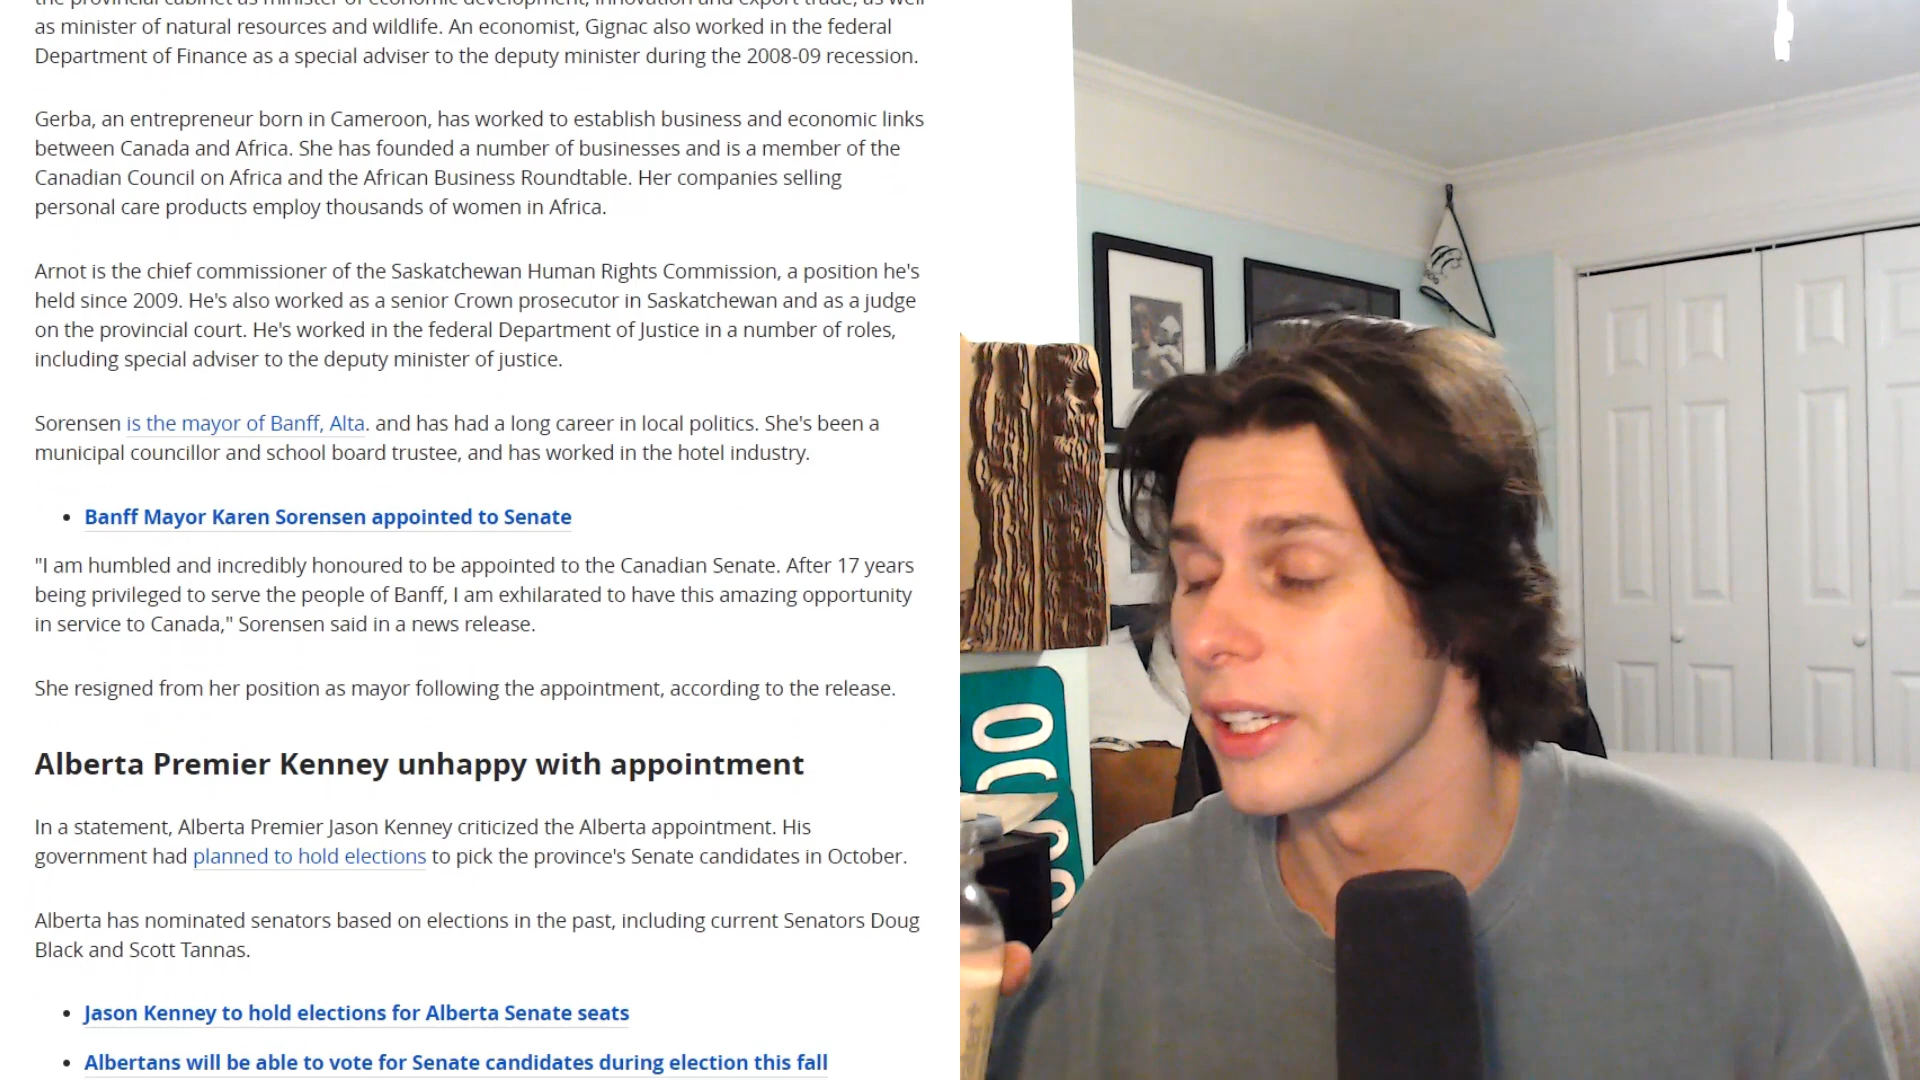 the provincial cabinet as minister of economic development, innovation and export trade, as well
as minister of natural resources and wildlife. An economist, Gignac also worked in the federal
Department of Finance as a special adviser to the deputy minister during the 2008-09 recession.
Gerba, an entrepreneur born in Cameroon, has worked to establish business and economic links
between Canada and Africa. She has founded a number of businesses and is a member of the
Canadian Council on Africa and the African Business Roundtable. Her companies selling
personal care products employ thousands of women in Africa.
Arnot is the chief commissioner of the Saskatchewan Human Rights Commission, a position he's
held since 2009. He's also worked as a senior Crown prosecutor in Saskatchewan and as a judge
on the provincial court. He's worked in the federal Department of Justice in a number of roles,
including special adviser to the deputy minister of justice.
Sorensen is the mayor of Banff, Alta. and has had a long career in local politics. She's been a
municipal councillor and school board trustee, and has worked in the hotel industry.
• Banff Mayor Karen Sorensen appointed to Senate
"I am humbled and incredibly honoured to be appointed to the Canadian Senate. After 17 years
being privileged to serve the people of Banff, I am exhilarated to have this amazing opportunity
in service to Canada," Sorensen said in a news release.
She resigned from her position as mayor following the appointment, according to the release.
Alberta Premier Kenney unhappy with appointment
In a statement, Alberta Premier Jason Kenney criticized the Alberta appointment. His
government had planned to hold elections to pick the province's Senate candidates in October.
Alberta has nominated senators based on elections in the past, including current Senators Doug
Black and Scott Tannas.
• Jason Kenney to hold elections for Alberta Senate seats
• Albertans will be able to vote for Senate candidates during election this fall